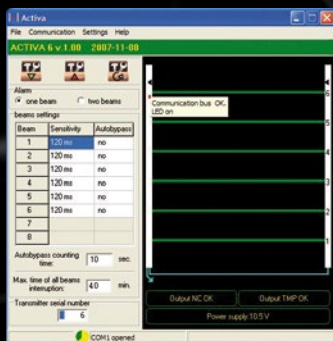 Activa
File Communication Settings Help
ACTIVA 6 v.1.00 2007-11-08
Alarm
one beam two beams
beams settings
Beam Sensitivity Autobypass
1 120 ms no
2 120 ms no
3 120 ms no
4 120 ms no
5 120 ms no
6 120 ms no
7
8
Autobypass counting time: 10 sec.
Max. time of all beams interruption: 40 min.
Transmitter serial number
6
Communication bus OK.
LED on
6
5
4
3
2
1
Output NC OK Output TMP OK
Power supply:10.5 V
COM1 opened